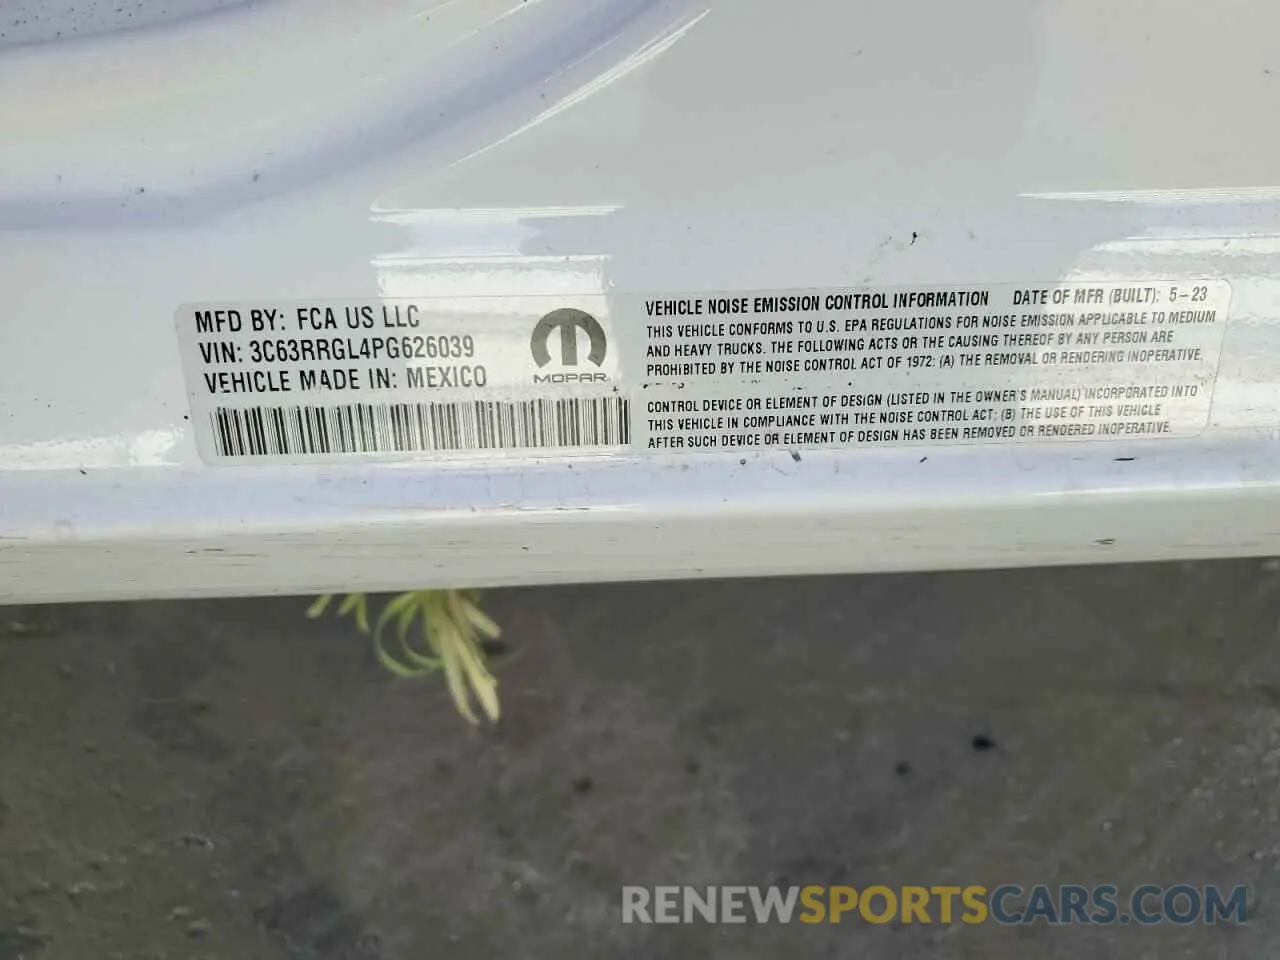 MFD BY: FCA US LLC
VIN: 3C63RRGL4PG626039
VEHICLE MADE IN: MEXICO
MOPAR
VEHICLE NOISE EMISSION CONTROL INFORMATION DATE OF MFR (BUILT): 5-23
THIS VEHICLE CONFORMS TO U.S. EPA REGULATIONS FOR NOISE EMISSION APPLICABLE TO MEDIUM
AND HEAVY TRUCKS. THE FOLLOWING ACTS OR THE CAUSING THEREOF BY ANY PERSON ARE
PROHIBITED BY THE NOISE CONTROL ACT OF 1972: (A) THE REMOVAL OR RENDERING INOPERATIVE
CONTROL DEVICE OR ELEMENT OF DESIGN (LISTED IN THE OWNER'S MANUAL) INCORPORATED INTO
THIS VEHICLE IN COMPLIANCE WITH THE NOISE CONTROL ACT; (B) THE USE OF THIS VEHICLE
AFTER SUCH DEVICE OR ELEMENT OF DESIGN HAS BEEN REMOVED OR RENDERED INOPERATIVE.
RENEWSPORTSCARS.COM